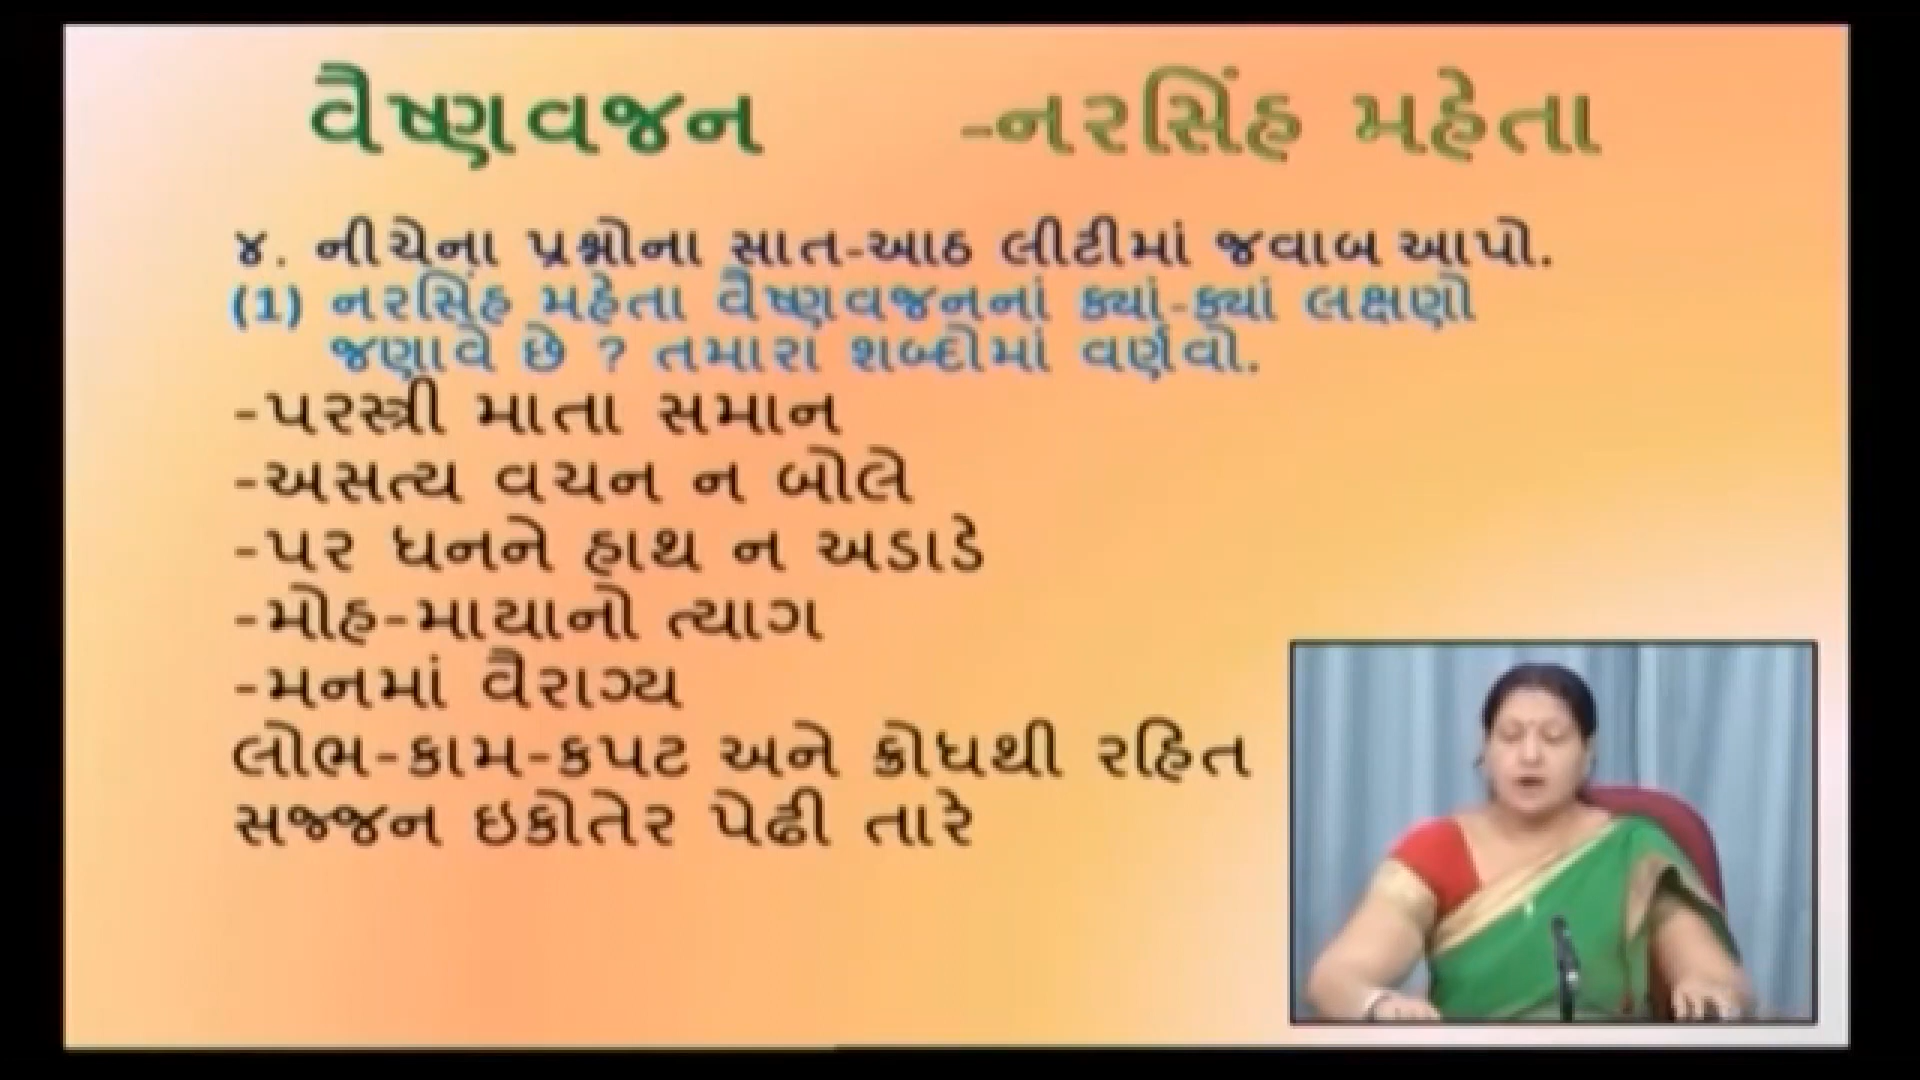 વૈષ્ણવજન -નરસિંહ મહેતા
૪. નીચેના પ્રશ્નોના સાત-આઠ લીટીમાં જવાબ આપો.
(1) નરસિંહ મહેતા વૈષ્ણવજનનાં ક્યાં-ક્યાં લક્ષણો
જણાવે છે ? તમારા શબ્દોમાં વર્ણવો.
-પરસ્ત્રી માતા સમાન
-અસત્ય વચન ન બોલે
-પર ધનને હાથ ન અડાડે
-મોહ-માયાનો ત્યાગ
-મનમાં વૈરાગ્ય
લોભ-કામ-કપટ અને ક્રોધથી રહિત
સજ્જન ઇકોતેર પેઢી તારે